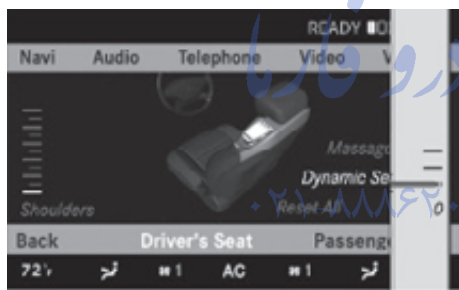 READY
Navi Audio Telephone Video V
Massage
Dynamic Se
Shoulders Reset All 0
Back Driver's Seat Passenge
72°F 1 AC 1